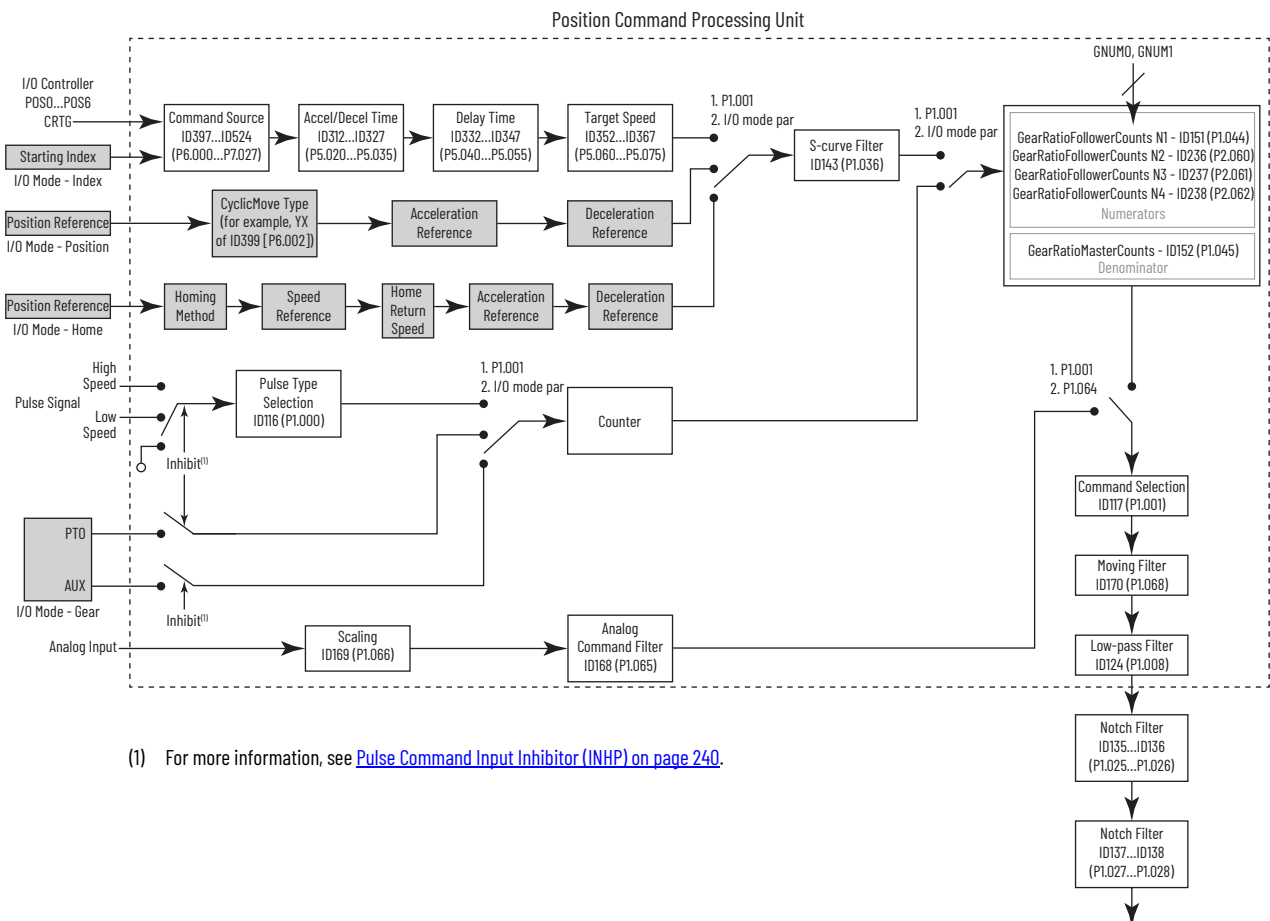 Position Command Processing Unit
GNUM0, GNUM1
I/O Controller
POS0...POS6
CRTG
Starting Index
I/O Mode - Index
Command Source
ID397...ID524
(P6.000...P7.027)
Accel/Decel Time
ID312...ID327
(P5.020...P5.035)
Delay Time
ID332...ID347
(P5.040...P5.055)
Target Speed
ID352...ID367
(P5.060...P5.075)
1. P1.001
2. I/O mode par
S-curve Filter
ID143 (P1.036)
1. P1.001
2. I/O mode par
GearRatioFollowerCounts N1 - ID151 (P1.044)
GearRatioFollowerCounts N2 - ID236 (P2.060)
GearRatioFollowerCounts N3 - ID237 (P2.061)
GearRatioFollowerCounts N4 - ID238 (P2.062)
Numerators
GearRatioMasterCounts - ID152 (P1.045)
Denominator
Position Reference
I/O Mode - Position
CyclicMove Type
(for example, YX
of ID399 [P6.002])
Acceleration
Reference
Deceleration
Reference
Position Reference
I/O Mode - Home
Homing
Method
Speed
Reference
Home
Return
Speed
Acceleration
Reference
Deceleration
Reference
High
Speed
Pulse Signal
Low
Speed
Pulse Type
Selection
ID116 (P1.000)
Inhibit(1)
1. P1.001
2. I/O mode par
Counter
1. P1.001
2. P1.064
PTO
AUX
I/O Mode - Gear
Inhibit(1)
Analog Input
Scaling
ID169 (P1.066)
Analog
Command Filter
ID168 (P1.065)
Command Selection
ID117 (P1.001)
Moving Filter
ID170 (P1.068)
Low-pass Filter
ID124 (P1.008)
Notch Filter
ID135...ID136
(P1.025...P1.026)
Notch Filter
ID137...ID138
(P1.027...P1.028)
(1) For more information, see Pulse Command Input Inhibitor (INHP) on page 240.